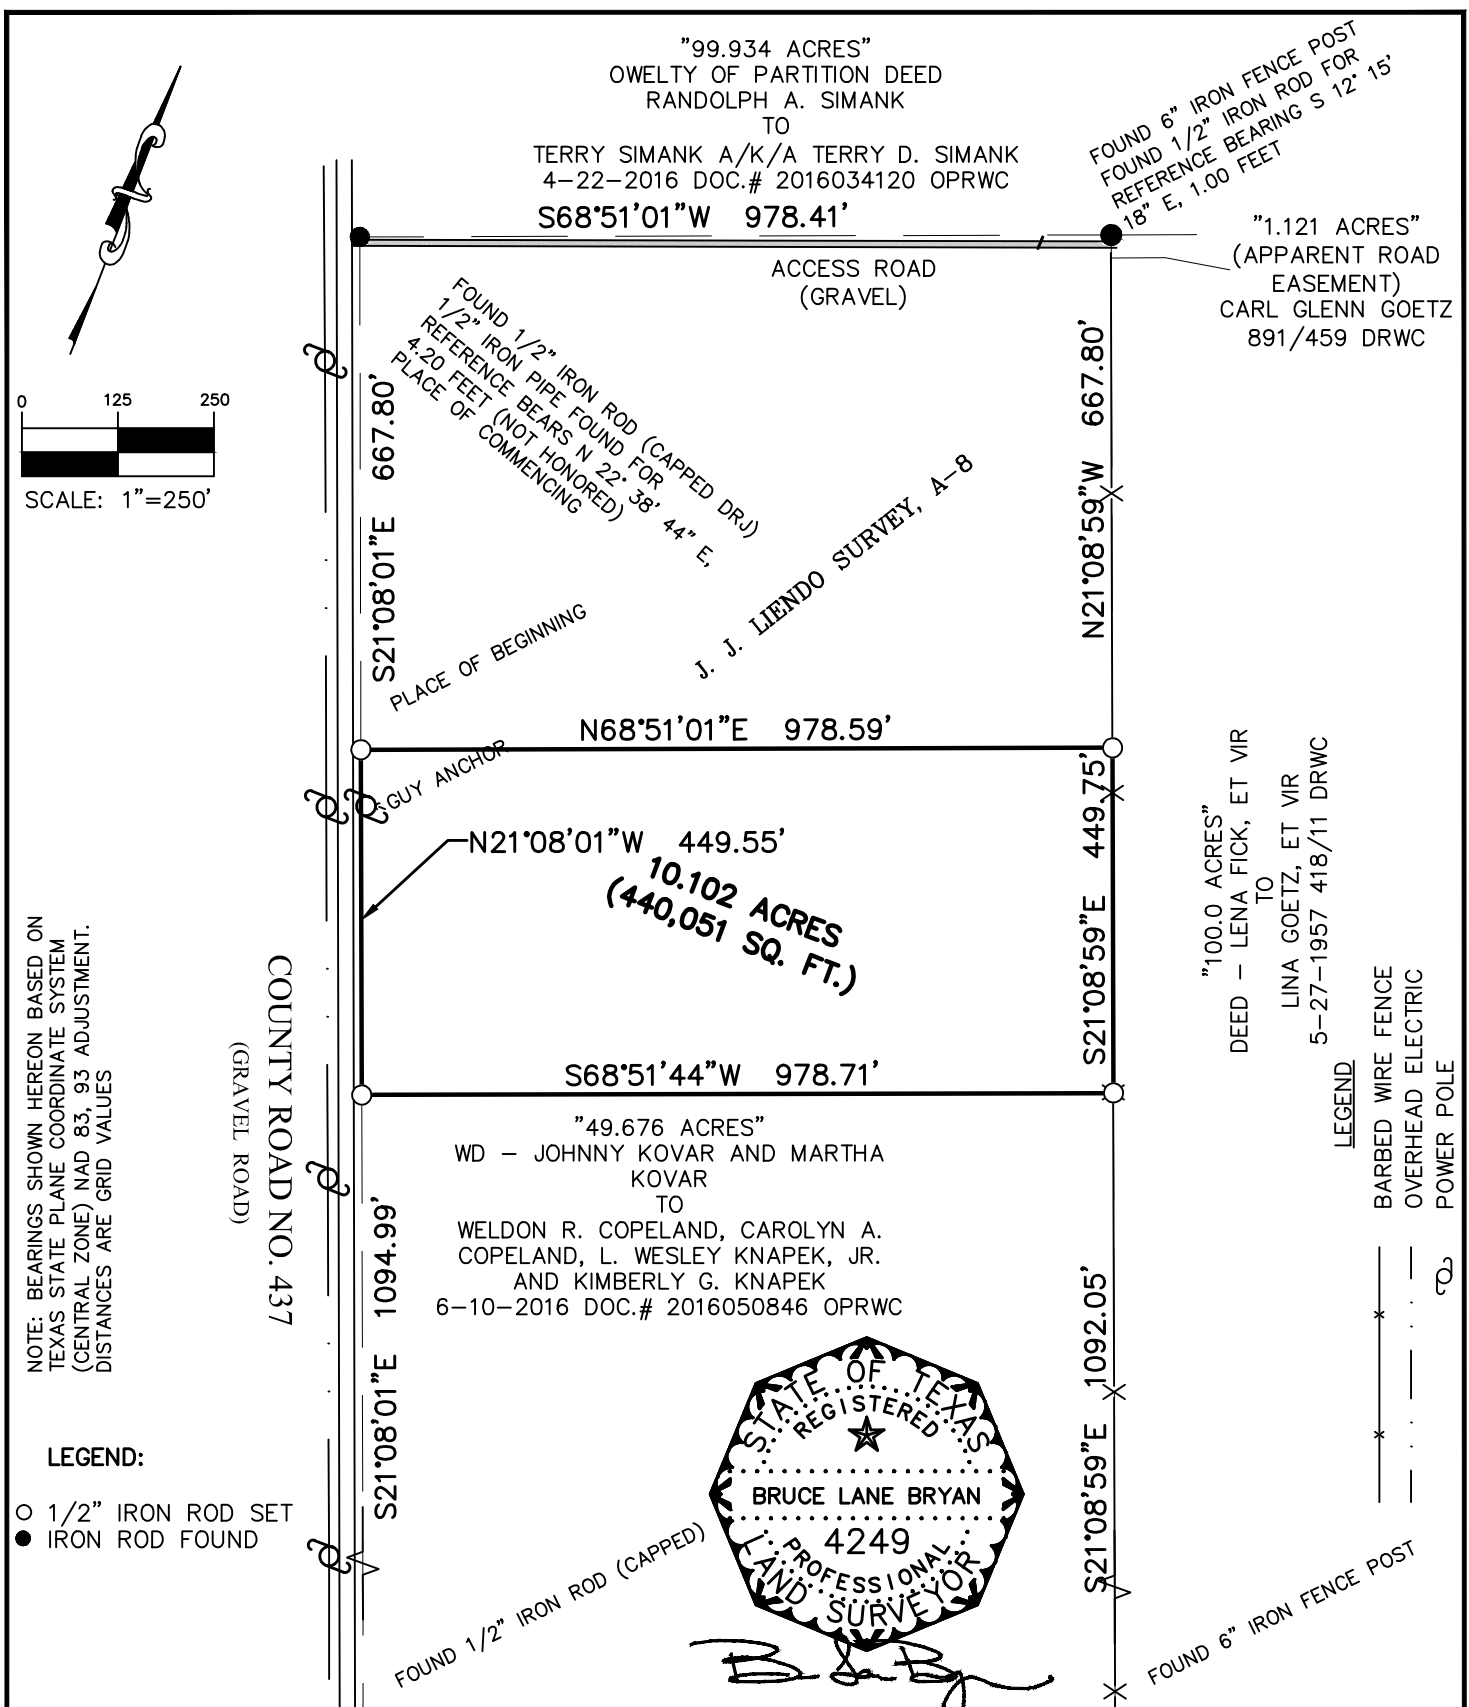 "99.934 ACRES"
OWELTY OF PARTITION DEED
RANDOLPH A. SIMANK
TO
TERRY SIMANK A/K/A TERRY D. SIMANK
4-22-2016 DOC.# 2016034120 OPRWC
S68°51'01"W 978.41'
FOUND 6" IRON FENCE POST
FOUND 1/2" IRON ROD FOR
REFERENCE BEARING S 12° 15'
18" E, 1.00 FEET
"1.121 ACRES"
(APPARENT ROAD
EASEMENT)
CARL GLENN GOETZ
891/459 DRWC
ACCESS ROAD
(GRAVEL)
0 125 250
SCALE: 1"=250'
FOUND 1/2" IRON ROD (CAPPED DRJ)
1/2" IRON PIPE FOUND FOR
REFERENCE BEARS N 22° 38' 44" E,
4.20 FEET (NOT HONORED)
PLACE OF COMMENCING
S21°08'01"E 667.80'
N21°08'59"W 667.80'
J. J. LIENDO SURVEY, A-8
PLACE OF BEGINNING
N68°51'01"E 978.59'
GUY ANCHOR
N21°08'01"W 449.55'
10.102 ACRES
(440,051 SQ. FT.)
S21°08'59"E 449.75'
"100.0 ACRES"
DEED - LENA FICK, ET VIR
TO
LINA GOETZ, ET VIR
5-27-1957 418/11 DRWC
S68°51'44"W 978.71'
"49.676 ACRES"
WD - JOHNNY KOVAR AND MARTHA
KOVAR
TO
WELDON R. COPELAND, CAROLYN A.
COPELAND, L. WESLEY KNAPEK, JR.
AND KIMBERLY G. KNAPEK
6-10-2016 DOC.# 2016050846 OPRWC
NOTE: BEARINGS SHOWN HEREON BASED ON
TEXAS STATE PLANE COORDINATE SYSTEM
(CENTRAL ZONE) NAD 83, 93 ADJUSTMENT.
DISTANCES ARE GRID VALUES
COUNTY ROAD NO. 437
(GRAVEL ROAD)
S21°08'01"E 1094.99'
S21°08'59"E 1092.05'
LEGEND
BARBED WIRE FENCE
OVERHEAD ELECTRIC
POWER POLE
LEGEND:
1/2" IRON ROD SET
IRON ROD FOUND
STATE OF TEXAS
REGISTERED
BRUCE LANE BRYAN
4249
PROFESSIONAL
LAND SURVEYOR
FOUND 1/2" IRON ROD (CAPPED)
FOUND 6" IRON FENCE POST